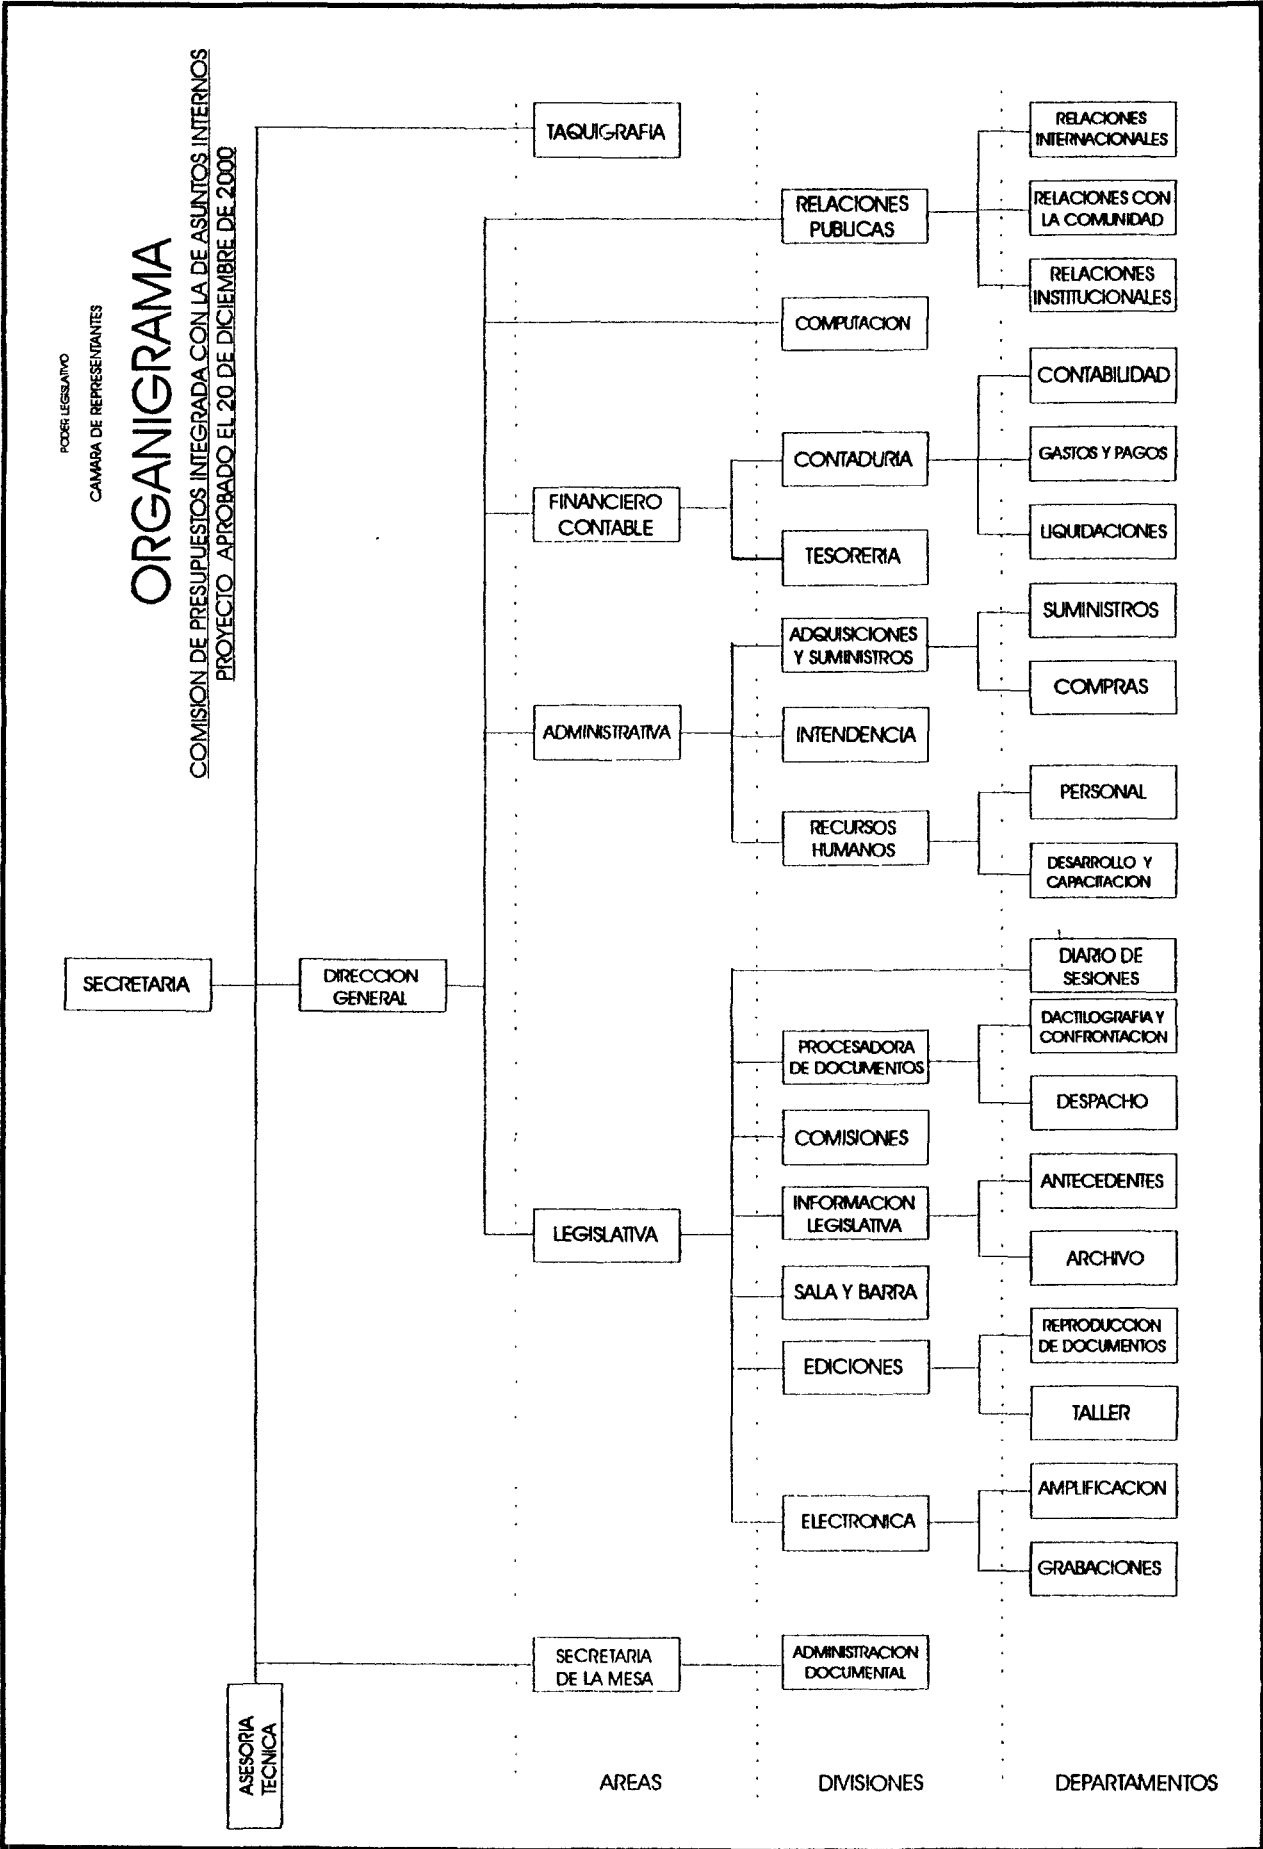 PODER LEGISLATIVO
CAMARA DE REPRESENTANTES
ORGANIGRAMA
COMISION DE PRESUPUESTOS INTEGRADA CON LA DE ASUNTOS INTERNOS
PROYECTO APROBADO EL 20 DE DICIEMBRE DE 2000
SECRETARIA
ASESORIA
TECNICA
DIRECCION
GENERAL
TAQUIGRAFIA
FINANCIERO
CONTABLE
ADMINISTRATIVA
LEGISLATIVA
SECRETARIA
DE LA MESA
AREAS
RELACIONES
PUBLICAS
COMPUTACION
CONTADURIA
TESORERIA
ADQUISICIONES
Y SUMINISTROS
INTENDENCIA
RECURSOS
HUMANOS
PROCESADORA
DE DOCUMENTOS
COMISIONES
INFORMACION
LEGISLATIVA
SALA Y BARRA
EDICIONES
ELECTRONICA
ADMINISTRACION
DOCUMENTAL
DIVISIONES
RELACIONES
INTERNACIONALES
RELACIONES CON
LA COMUNIDAD
RELACIONES
INSTITUCIONALES
CONTABILIDAD
GASTOS Y PAGOS
LIQUIDACIONES
SUMINISTROS
COMPRAS
PERSONAL
DESARROLLO Y
CAPACITACION
DIARIO DE
SESIONES
DACTILOGRAFIA Y
CONFRONTACION
DESPACHO
ANTECEDENTES
ARCHIVO
REPRODUCCION
DE DOCUMENTOS
TALLER
AMPLIFICACION
GRABACIONES
DEPARTAMENTOS